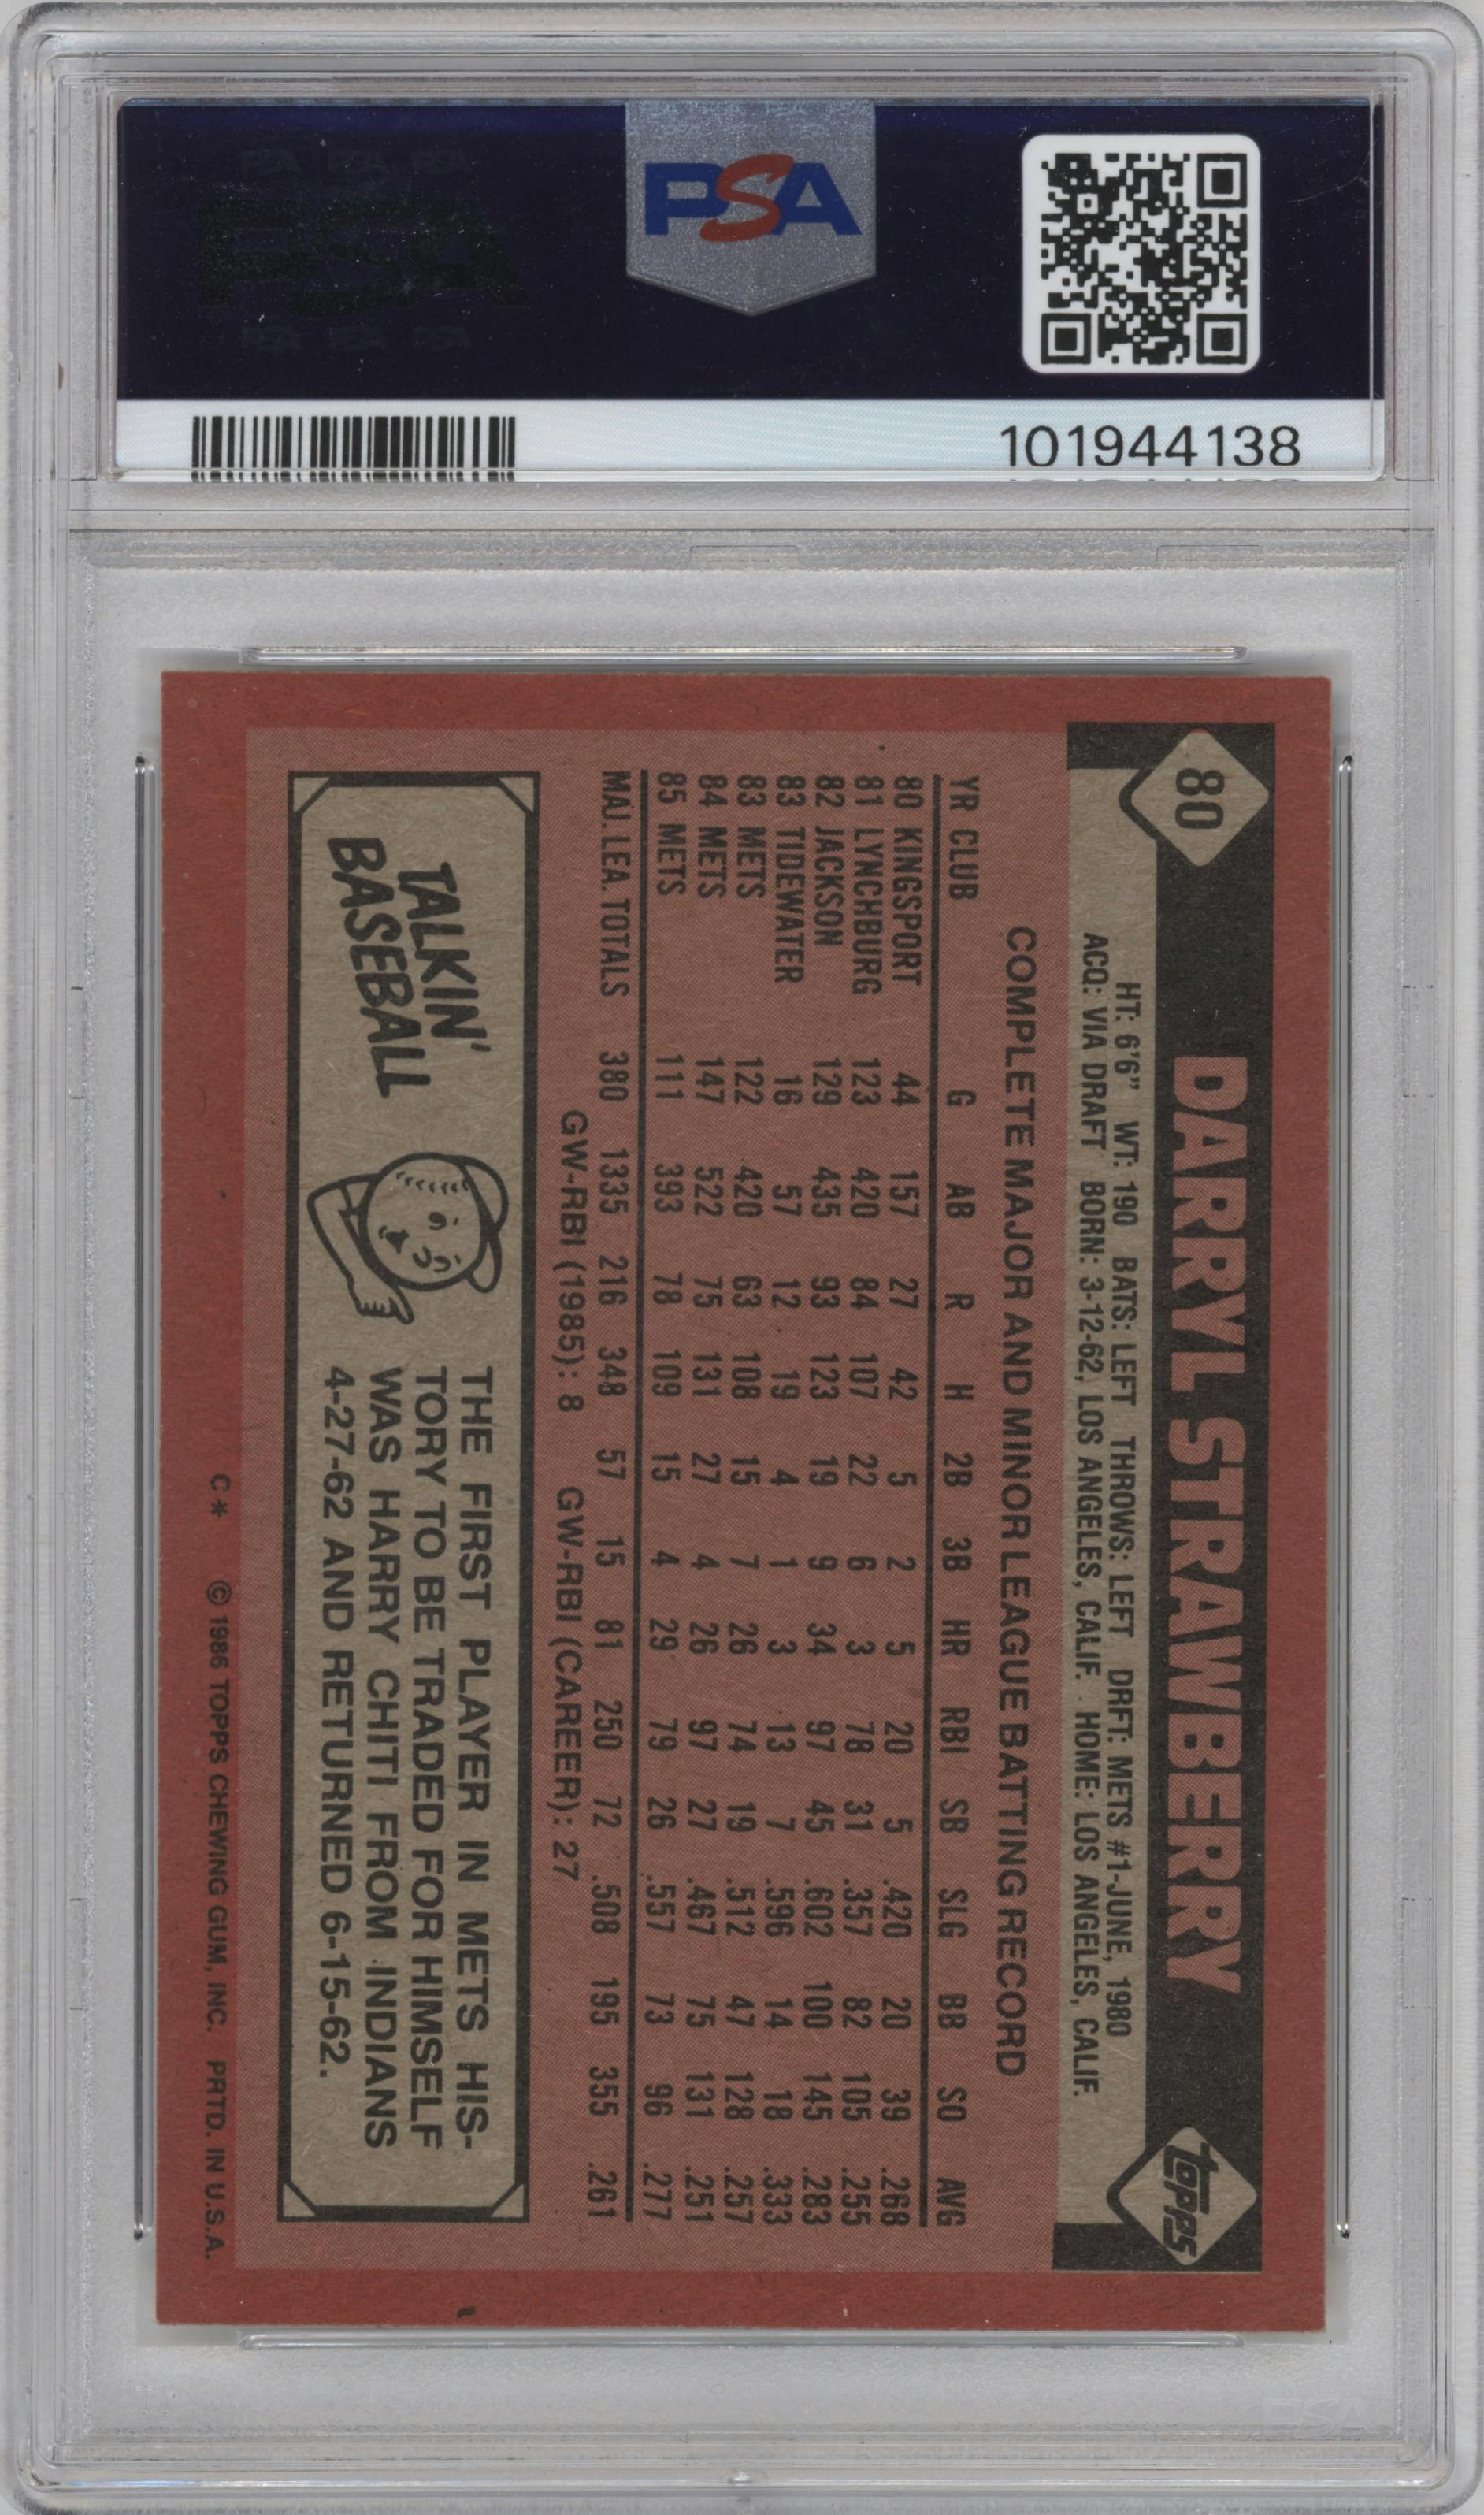 PSA
101944138
80
DARRYL STRAWBERRY
topps
HT: 6'6" WT: 190 BATS: LEFT THROWS: LEFT DRFT: METS #1-JUNE, 1980
ACQ: VIA DRAFT BORN: 3-12-62, LOS ANGELES, CALIF. HOME: LOS ANGELES, CALIF.
COMPLETE MAJOR AND MINOR LEAGUE BATTING RECORD
YR CLUB G AB R H 2B 3B HR RBI SB SLG BB SO AVG
80 KINGSPORT 44 157 27 42 5 2 5 20 5 .420 20 39 .268
81 LYNCHBURG 123 420 84 107 22 6 3 78 31 .357 82 105 .255
82 JACKSON 129 435 93 123 19 9 34 97 45 .602 100 145 .283
83 TIDEWATER 16 57 12 19 4 1 3 13 7 .596 14 18 .333
83 METS 122 420 63 108 15 7 26 74 19 .512 47 128 .257
84 METS 147 522 75 131 27 4 26 97 27 .467 75 131 .251
85 METS 111 393 78 109 15 4 29 79 26 .557 73 96 .277
MAJ. LEA. TOTALS 380 1335 216 348 57 15 81 250 72 .508 195 355 .261
GW-RBI (1985): 8 GW-RBI (CAREER): 27
TALKIN'
BASEBALL
THE FIRST PLAYER IN METS HIS-
TORY TO BE TRADED FOR HIMSELF
WAS HARRY CHITI FROM INDIANS
4-27-62 AND RETURNED 6-15-62.
C* © 1986 TOPPS CHEWING GUM, INC. PRTD. IN U.S.A.